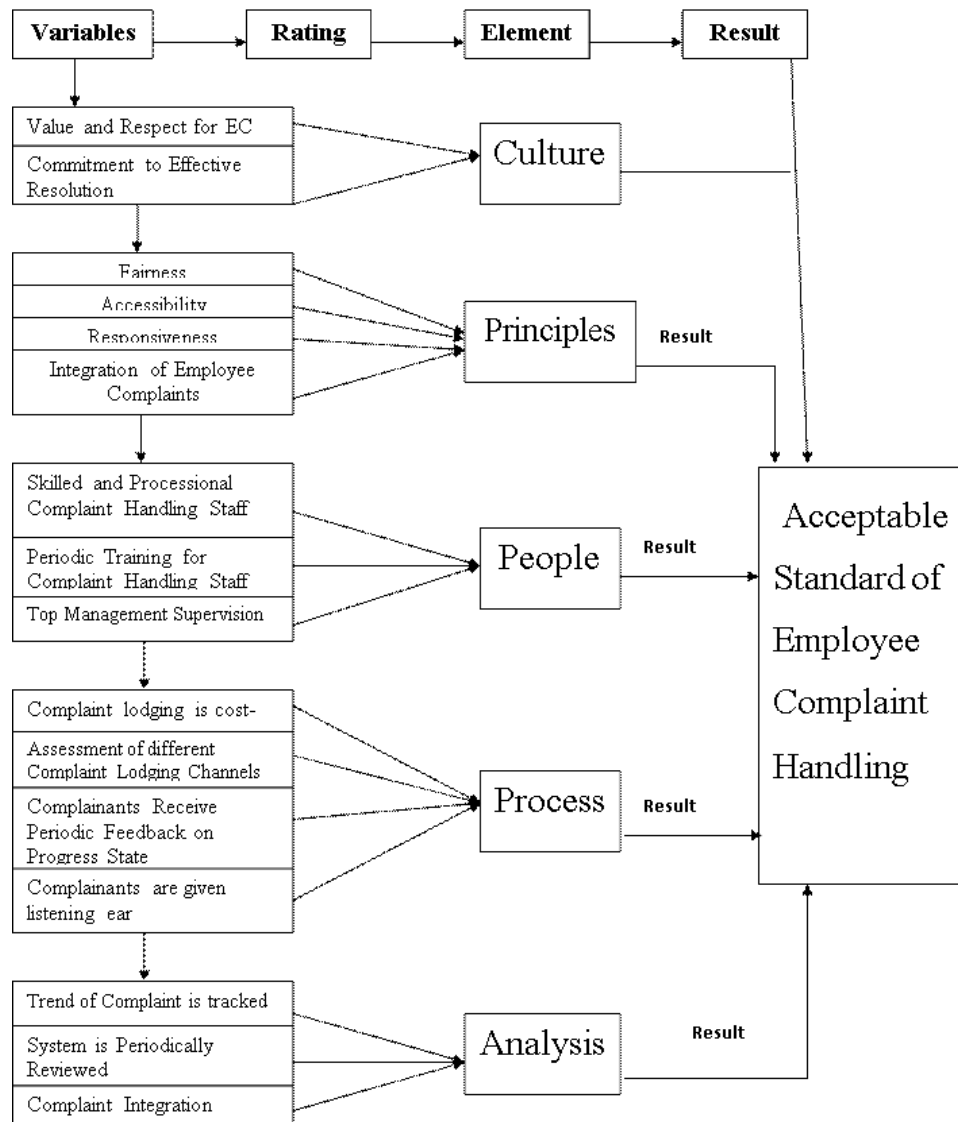 Variables
Rating
Element
Result
Value and Respect for EC
Commitment to Effective
Resolution
Culture
Fairness
Accessibility
Responsiveness
Integration of Employee
Complaints
Principles
Result
Skilled and Processional
Complaint Handling Staff
Periodic Training for
Complaint Handling Staff
Top Management Supervision
People
Result
Complaint lodging is cost-
Assessment of different
Complaint Lodging Channels
Complainants Receive
Periodic Feedback on
Progress State
Complainants are given
listening ear
Process
Result
Trend of Complaint is tracked
System is Periodically
Reviewed
Complaint Integration
Analysis
Result
Acceptable
Standard of
Employee
Complaint
Handling